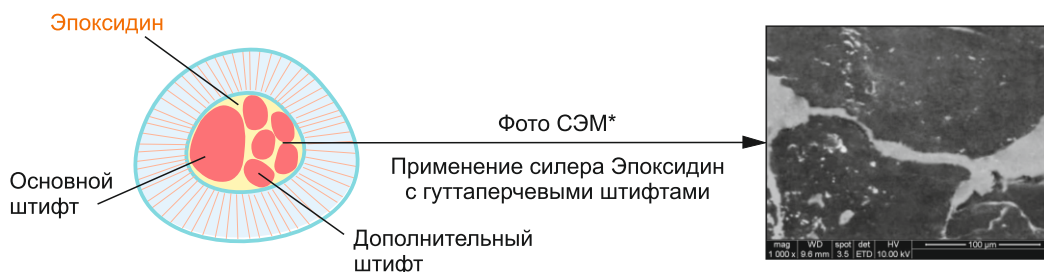 Эпоксидин
Фото СЭМ*
Применение силера Эпоксидин
с гуттаперчевыми штифтами
Основной
штифт
Дополнительный
штифт
mag WD spot det HV 100 µm
1 000 x 9.6 mm 3.5 ETD 10.00 kV